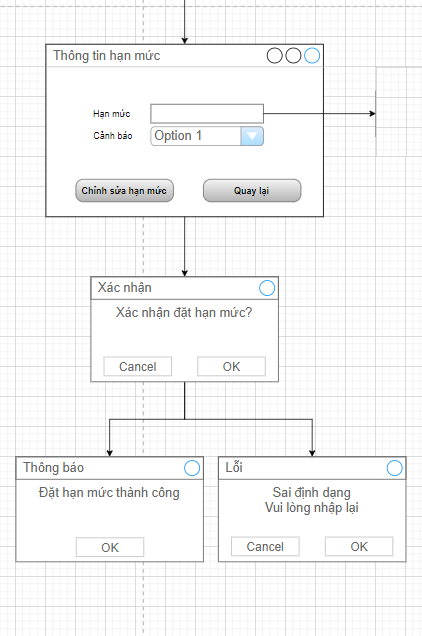 Thông tin hạn mức
Hạn mức
Cảnh báo
Option 1
Chỉnh sửa hạn mức
Quay lại
Xác nhận
Xác nhận đặt hạn mức?
Cancel
OK
Thông báo
Đặt hạn mức thành công
OK
Lỗi
Sai định dạng
Vui lòng nhập lại
Cancel
OK